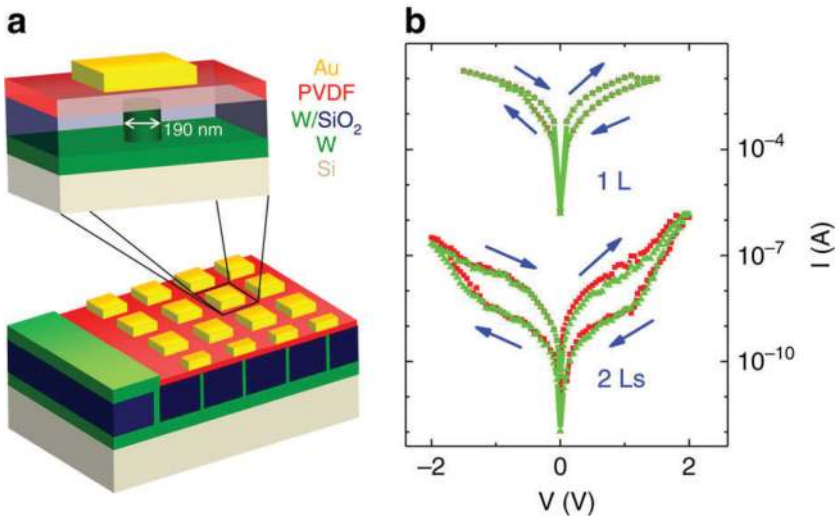 a
Au
PVDF
W/SiO₂
W
Si
190 nm
b
1 L
2 Ls
10⁻⁴
10⁻⁷
10⁻¹⁰
I (A)
−2
0
2
V (V)